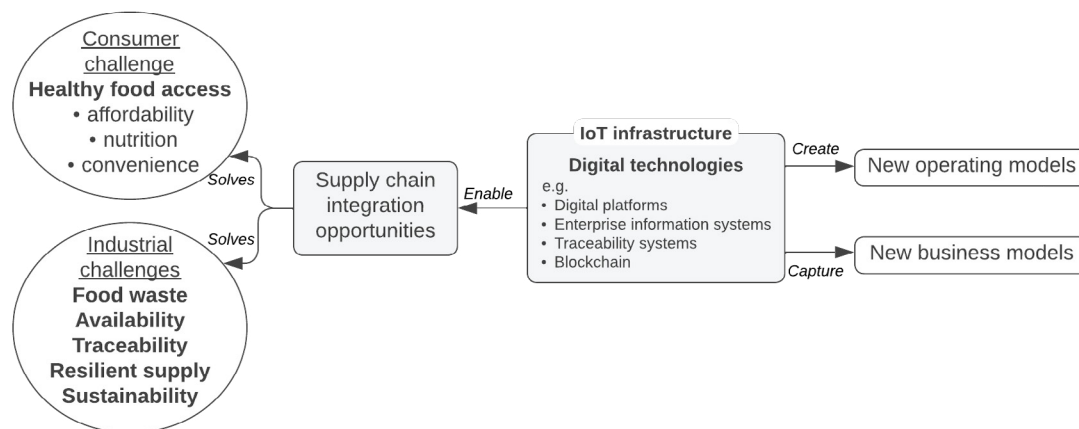 Consumer
challenge
Healthy food access
• affordability
• nutrition
• convenience
Solves
Solves
Industrial
challenges
Food waste
Availability
Traceability
Resilient supply
Sustainability
Supply chain
integration
opportunities
Enable
IoT infrastructure
Digital technologies
e.g.
• Digital platforms
• Enterprise information systems
• Traceability systems
• Blockchain
Create
New operating models
Capture
New business models